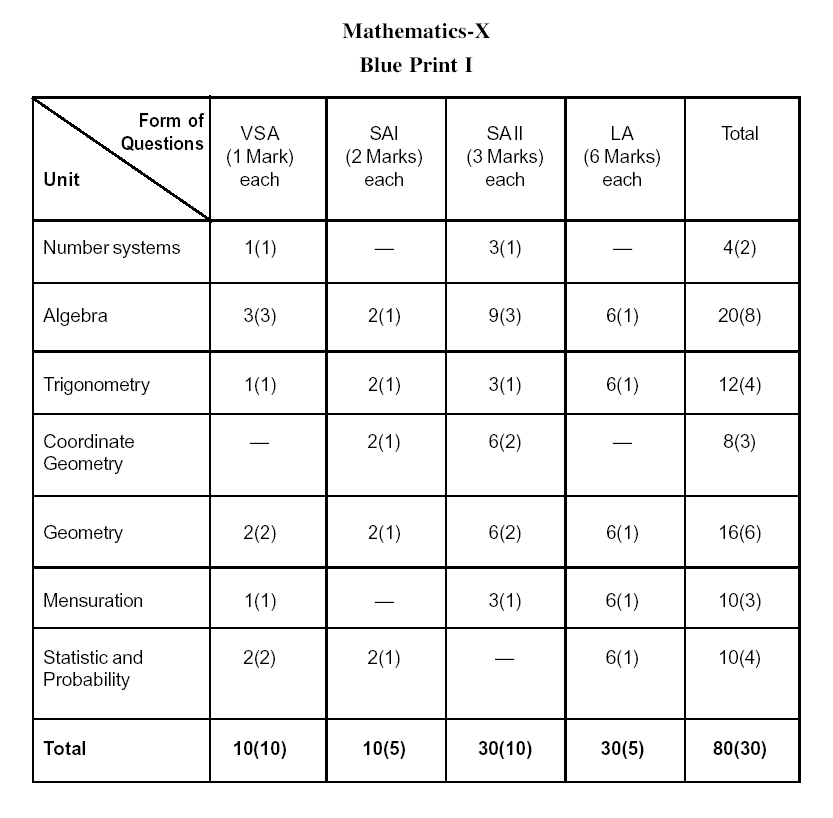 Mathematics-X
Blue Print I
Form of
Questions
Unit
VSA
(1 Mark)
each
SAI
(2 Marks)
each
SAII
(3 Marks)
each
LA
(6 Marks)
each
Total
Number systems 1(1) — 3(1) — 4(2)
Algebra 3(3) 2(1) 9(3) 6(1) 20(8)
Trigonometry 1(1) 2(1) 3(1) 6(1) 12(4)
Coordinate
Geometry
— 2(1) 6(2) — 8(3)
Geometry 2(2) 2(1) 6(2) 6(1) 16(6)
Mensuration 1(1) — 3(1) 6(1) 10(3)
Statistic and
Probability
2(2) 2(1) — 6(1) 10(4)
Total 10(10) 10(5) 30(10) 30(5) 80(30)